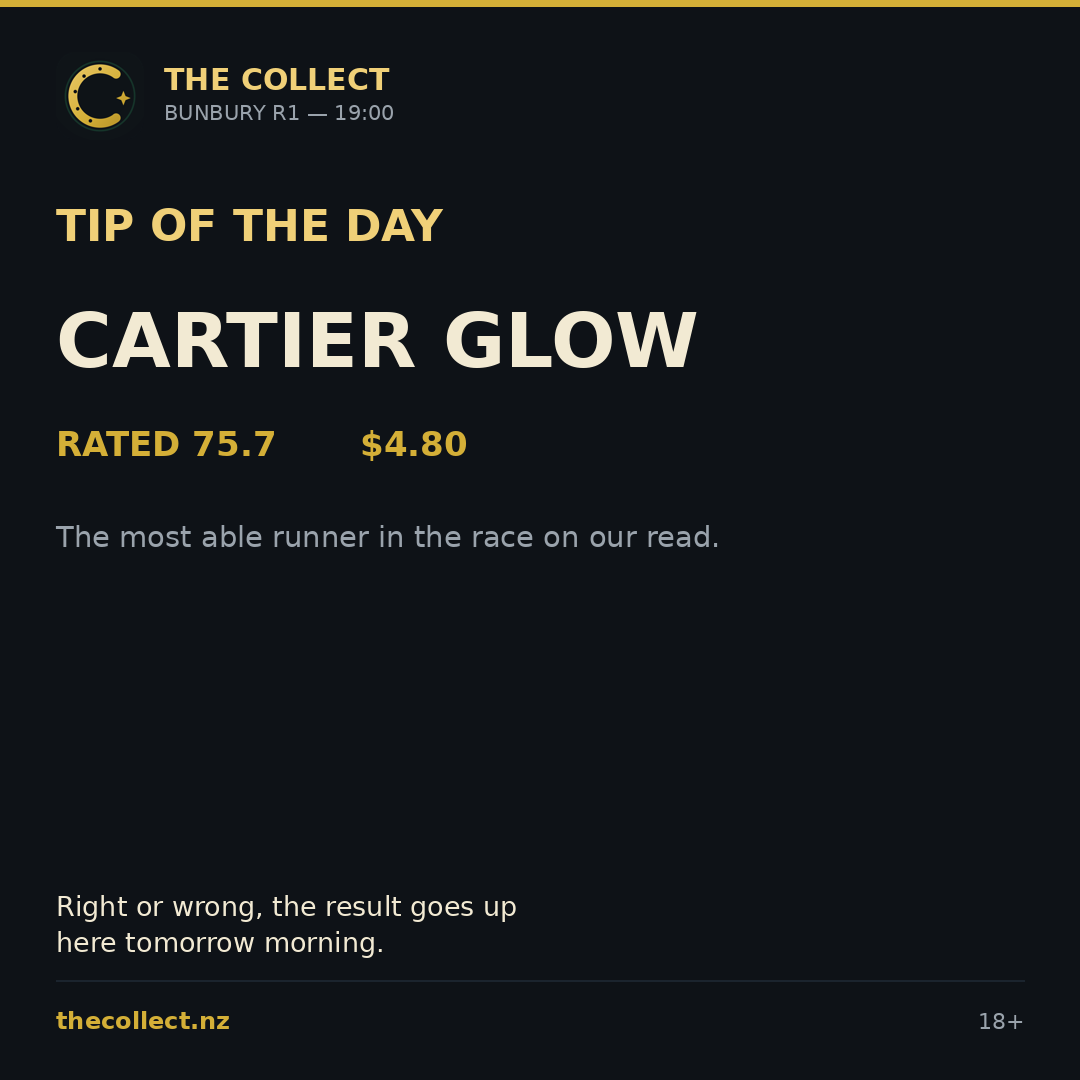 THE COLLECT
BUNBURY R1 — 19:00
TIP OF THE DAY
CARTIER GLOW
RATED 75.7 $4.80
The most able runner in the race on our read.
Right or wrong, the result goes up
here tomorrow morning.
thecollect.nz 18+